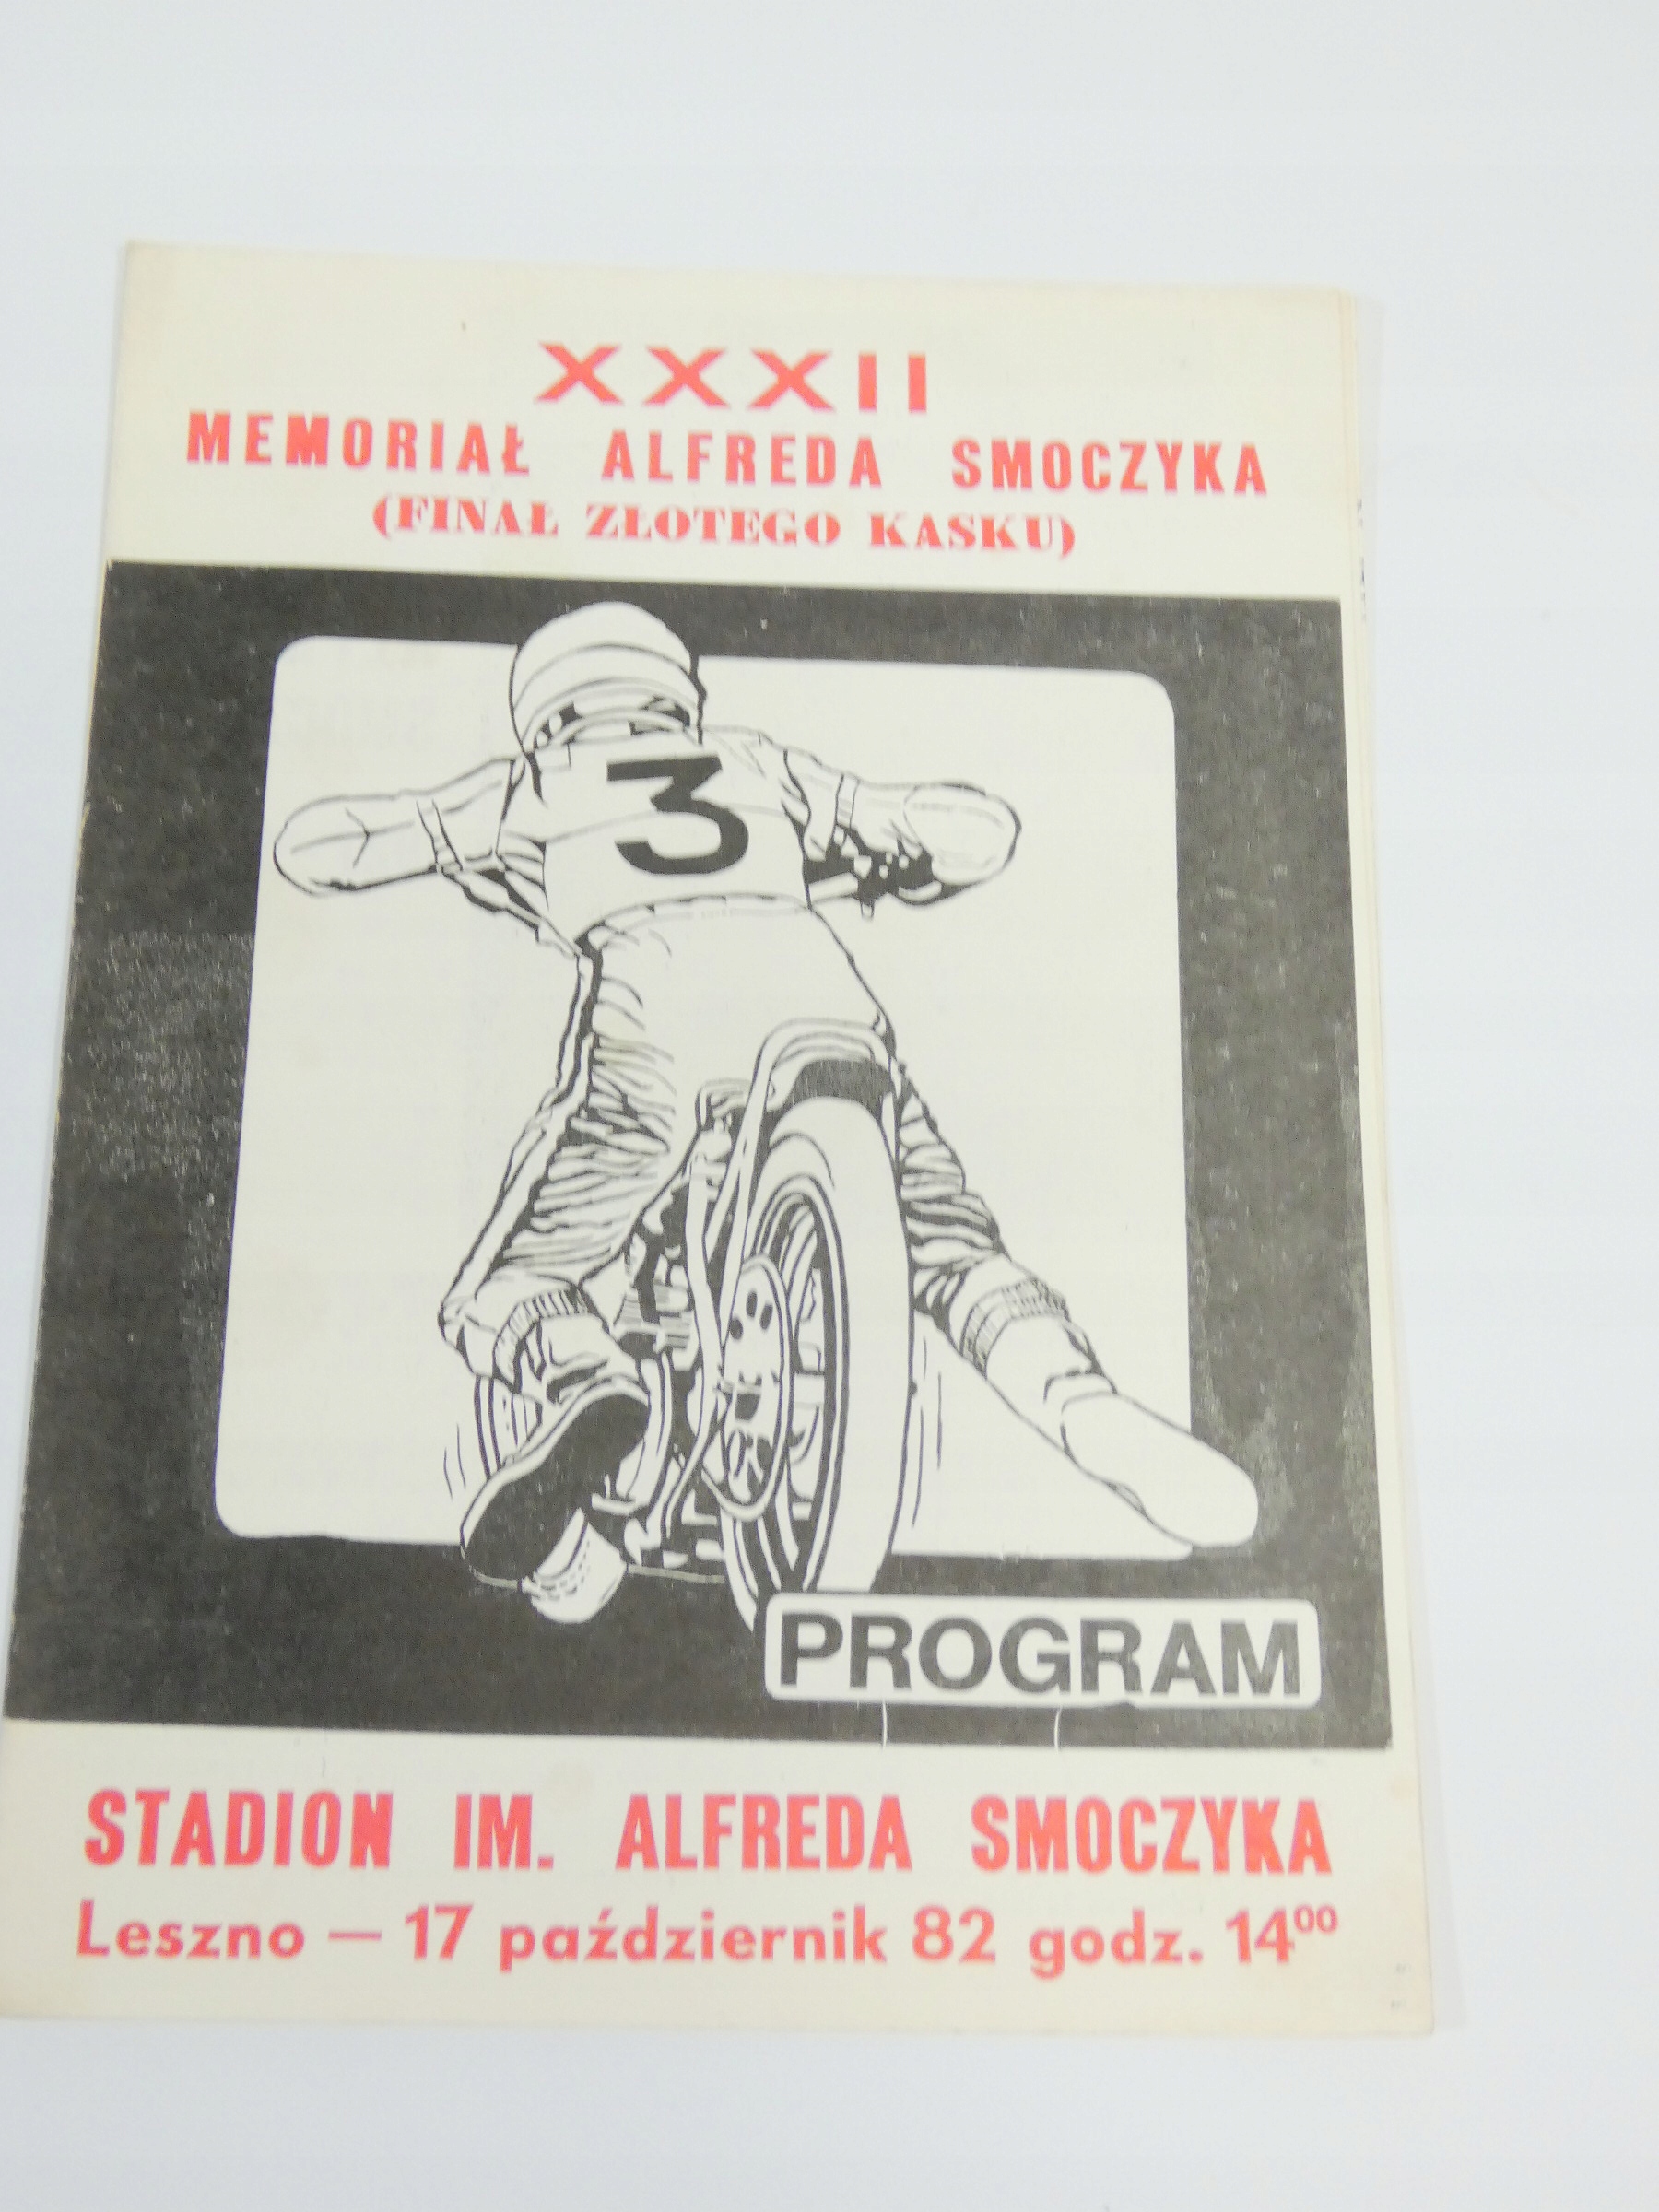 XXXII
MEMORIAŁ ALFREDA SMOCZYKA
(FINAŁ ZŁOTEGO KASKU)
3
PROGRAM
STADION IM. ALFREDA SMOCZYKA
Leszno — 17 październik 82 godz. 14⁰⁰